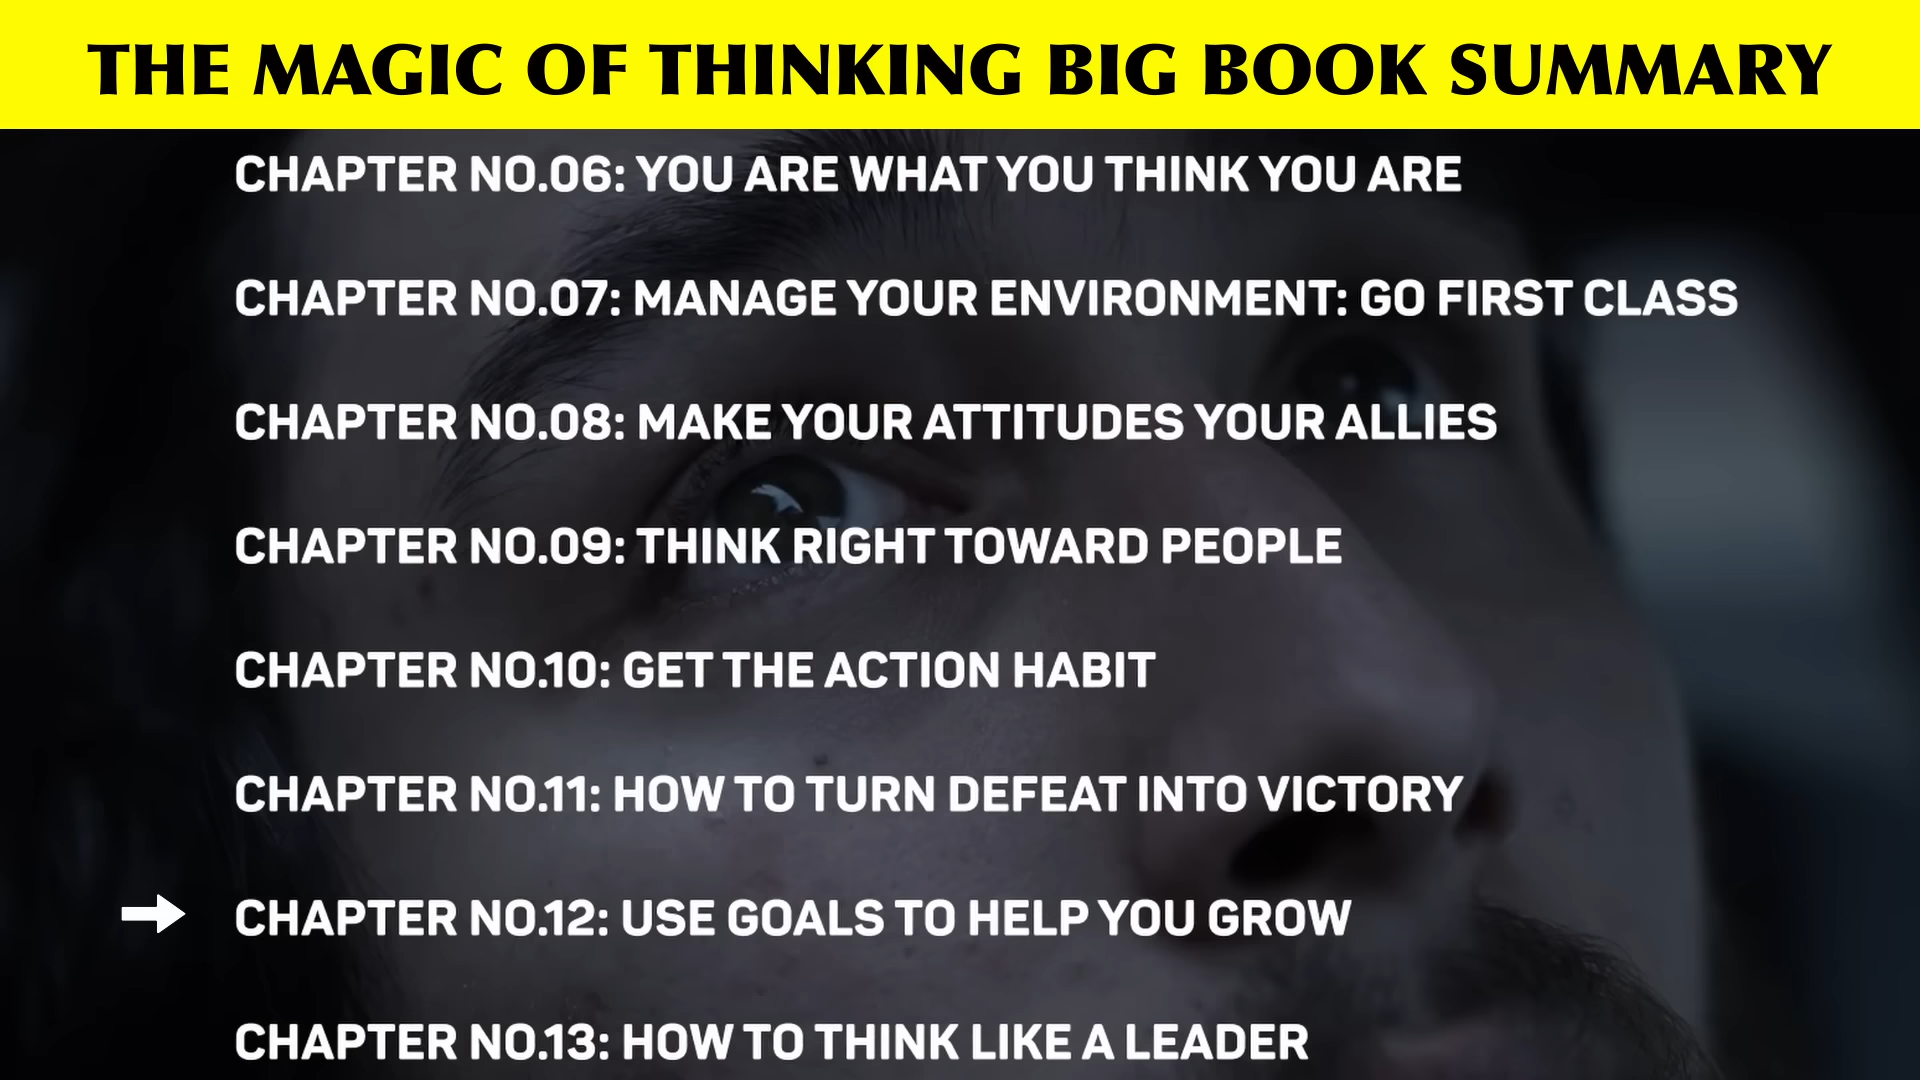 THE MAGIC OF THINKING BIG BOOK SUMMARY
CHAPTER NO.06: YOU ARE WHAT YOU THINK YOU ARE
CHAPTER NO.07: MANAGE YOUR ENVIRONMENT: GO FIRST CLASS
CHAPTER NO.08: MAKE YOUR ATTITUDES YOUR ALLIES
CHAPTER NO.09: THINK RIGHT TOWARD PEOPLE
CHAPTER NO.10: GET THE ACTION HABIT
CHAPTER NO.11: HOW TO TURN DEFEAT INTO VICTORY
CHAPTER NO.12: USE GOALS TO HELP YOU GROW
CHAPTER NO.13: HOW TO THINK LIKE A LEADER